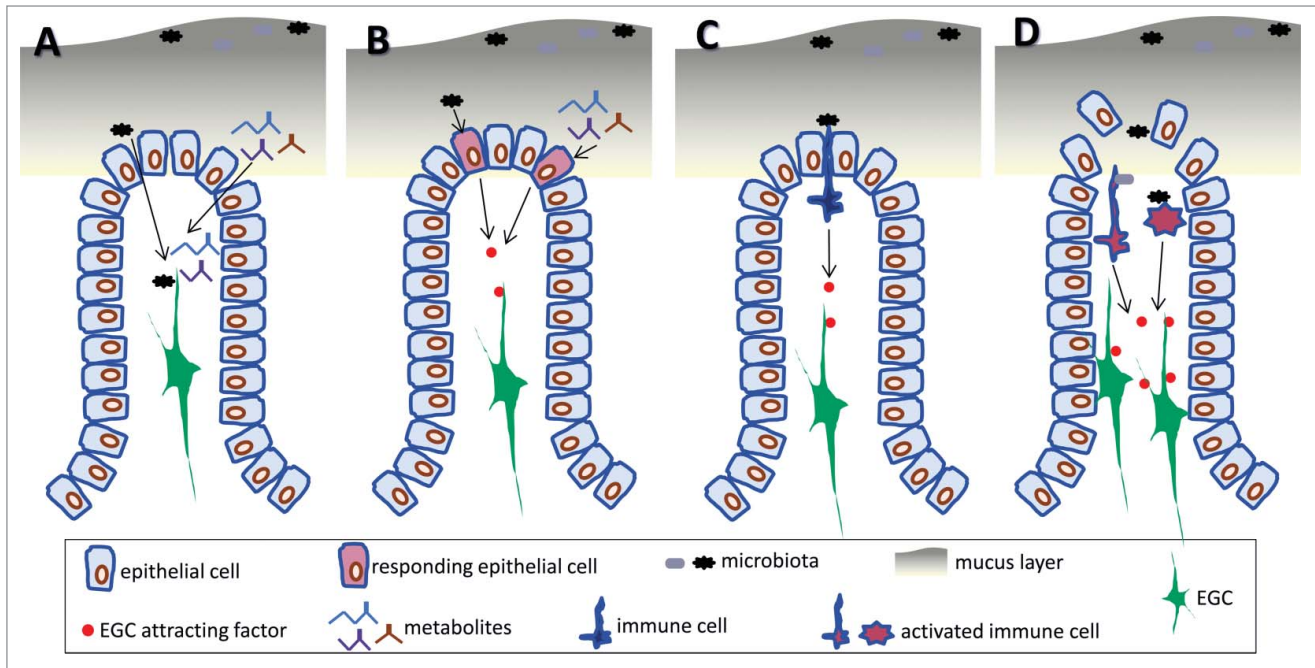 A
B
C
D
epithelial cell
responding epithelial cell
microbiota
mucus layer
EGC
EGC attracting factor
metabolites
immune cell
activated immune cell